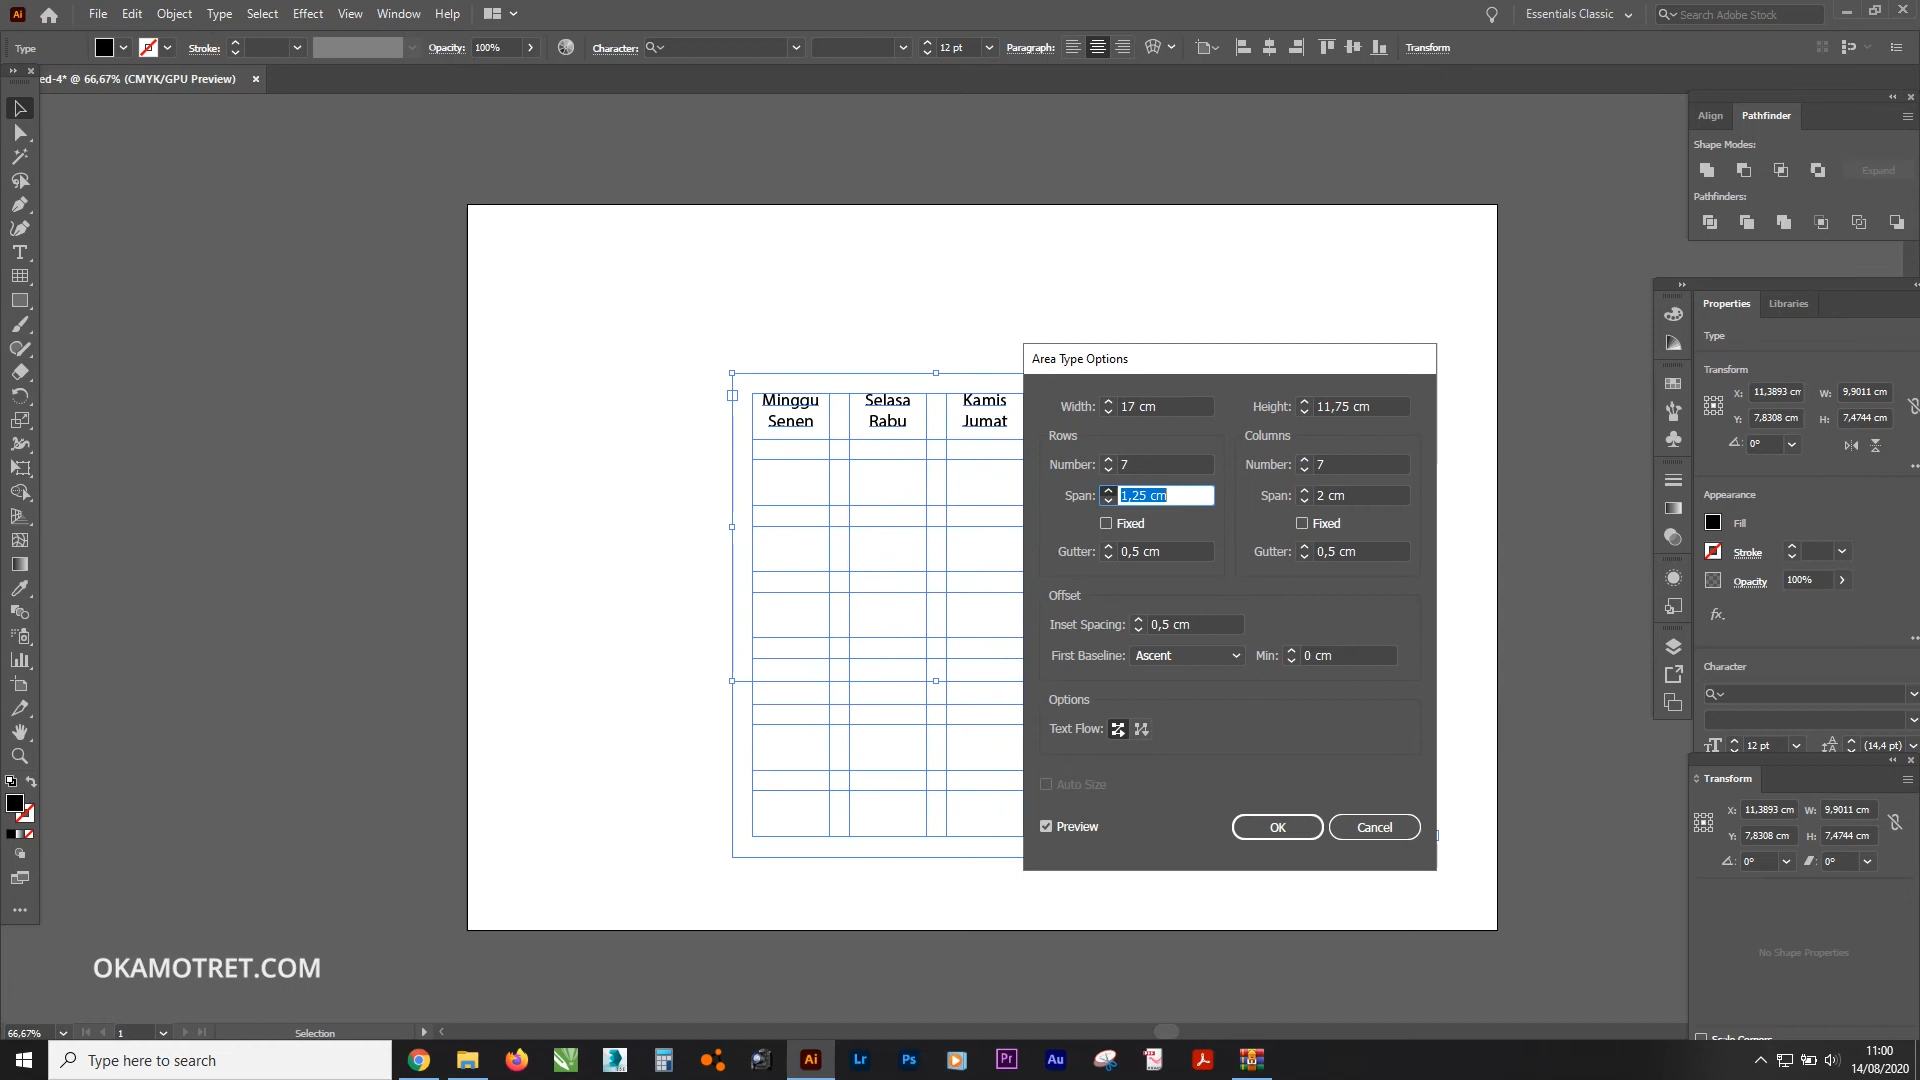 File Edit Object Type Select Effect View Window Help
Essentials Classic
Search Adobe Stock
Type
Stroke:
Opacity: 100%
Character:
12 pt
Paragraph:
Transform
ed-4* @ 66,67% (CMYK/GPU Preview)
Align Pathfinder
Shape Modes:
Expand
Pathfinders:
Properties Libraries
Type
Transform
X: 11,3893 cm W: 9,9011 cm
Y: 7,8308 cm H: 7,4744 cm
0°
Appearance
Fill
Stroke
Opacity 100%
fx.
Character
12 pt (14,4 pt)
Transform
X: 11,3893 cm W: 9,9011 cm
Y: 7,8308 cm H: 7,4744 cm
0° 0°
No Shape Properties
Minggu Selasa Kamis
Senen Rabu Jumat
Area Type Options
Width: 17 cm Height: 11,75 cm
Rows Columns
Number: 7 Number: 7
Span: 1,25 cm Span: 2 cm
Fixed Fixed
Gutter: 0,5 cm Gutter: 0,5 cm
Offset
Inset Spacing: 0,5 cm
First Baseline: Ascent Min: 0 cm
Options
Text Flow:
Auto Size
Preview OK Cancel
OKAMOTRET.COM
66,67% 1 Selection
Type here to search
Ai Lr Ps Pr Au
11:00
14/08/2020